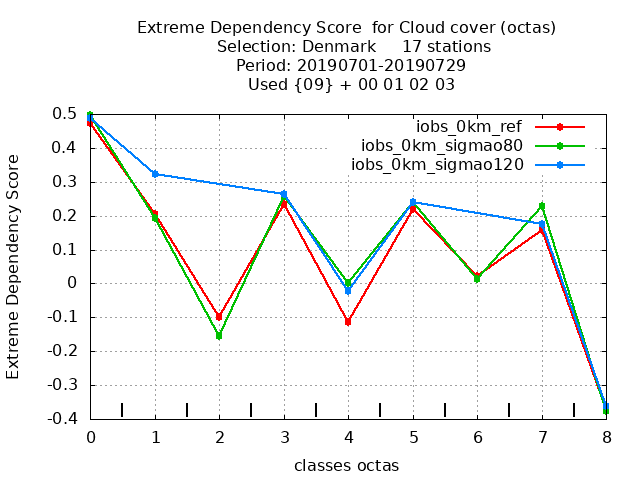 Extreme Dependency Score  for Cloud cover (octas)
Selection: Denmark     17 stations
Period: 20190701-20190729
Used {09} + 00 01 02 03
iobs_0km_ref
iobs_0km_sigmao80
iobs_0km_sigmao120
Extreme Dependency Score
0.5
0.4
0.3
0.2
0.1
0
-0.1
-0.2
-0.3
-0.4
0 1 2 3 4 5 6 7 8
classes octas